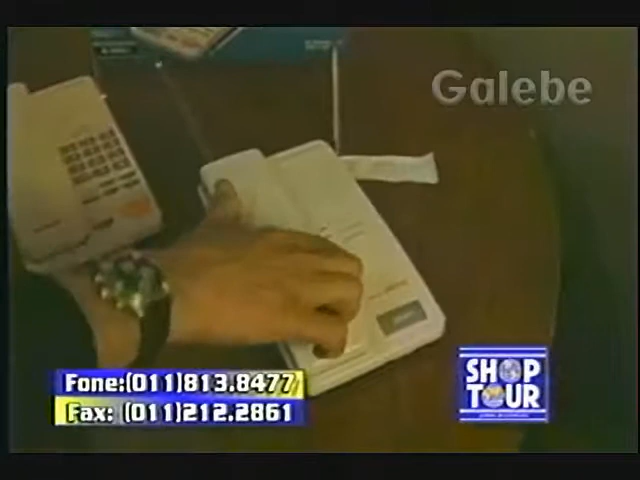 Galebe
Fone:(011)813.8477
Fax: (011)212.2861
SHOP
TOUR